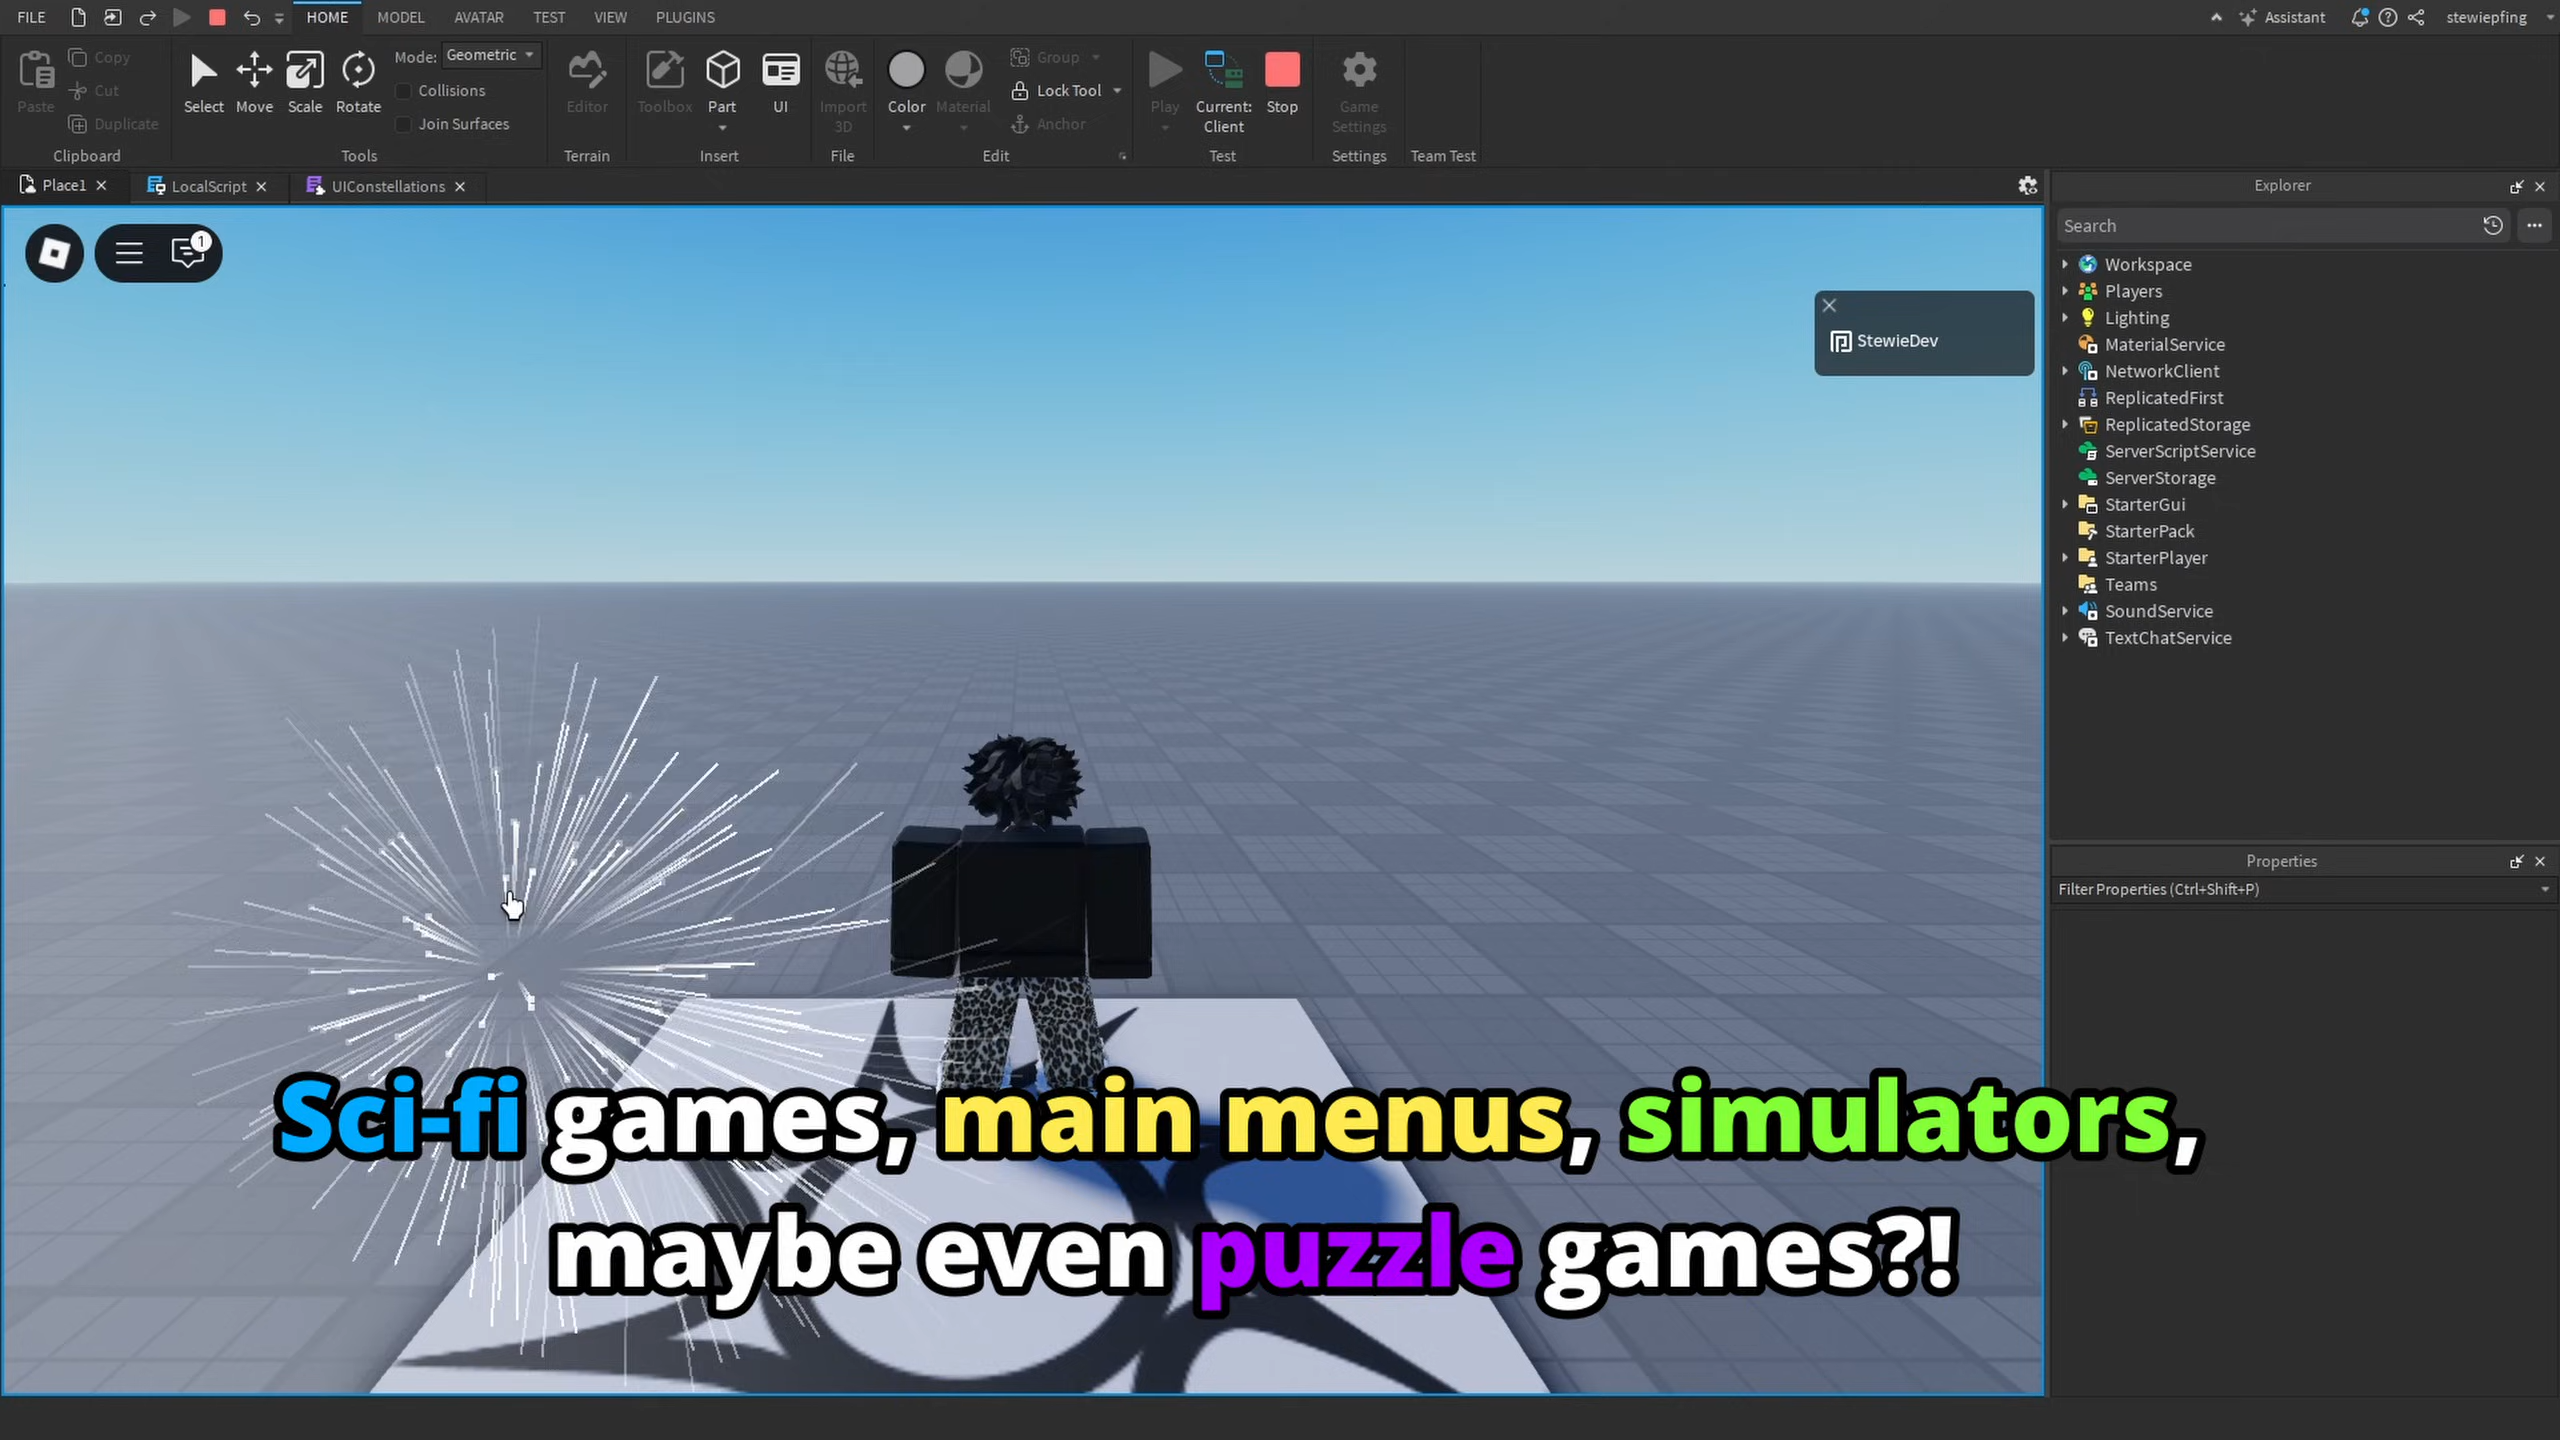 FILE HOME MODEL AVATAR TEST VIEW PLUGINS Assistant stewiepfing
Paste Copy Cut Duplicate Clipboard
Select Move Scale Rotate Mode: Geometric Collisions Join Surfaces Tools
Editor Terrain
Toolbox Part UI Insert
Import 3D File
Color Material Group Lock Tool Anchor Edit
Play Current: Client Stop Test
Game Settings Settings
Team Test
Place1 LocalScript UIConstellations
1
StewieDev
Explorer
Search
Workspace
Players
Lighting
MaterialService
NetworkClient
ReplicatedFirst
ReplicatedStorage
ServerScriptService
ServerStorage
StarterGui
StarterPack
StarterPlayer
Teams
SoundService
TextChatService
Properties
Filter Properties (Ctrl+Shift+P)
Sci-fi games, main menus, simulators,
maybe even puzzle games?!